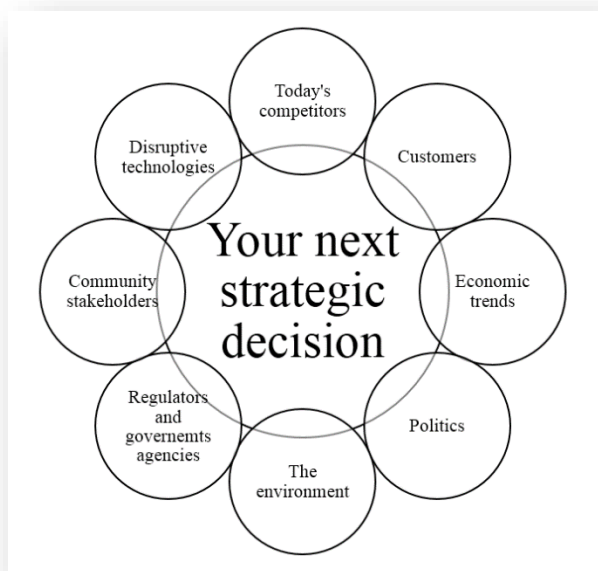 Today's
competitors
Customers
Economic
trends
Politics
The
environment
Regulators
and
governemts
agencies
Community
stakeholders
Disruptive
technologies
Your next
strategic
decision